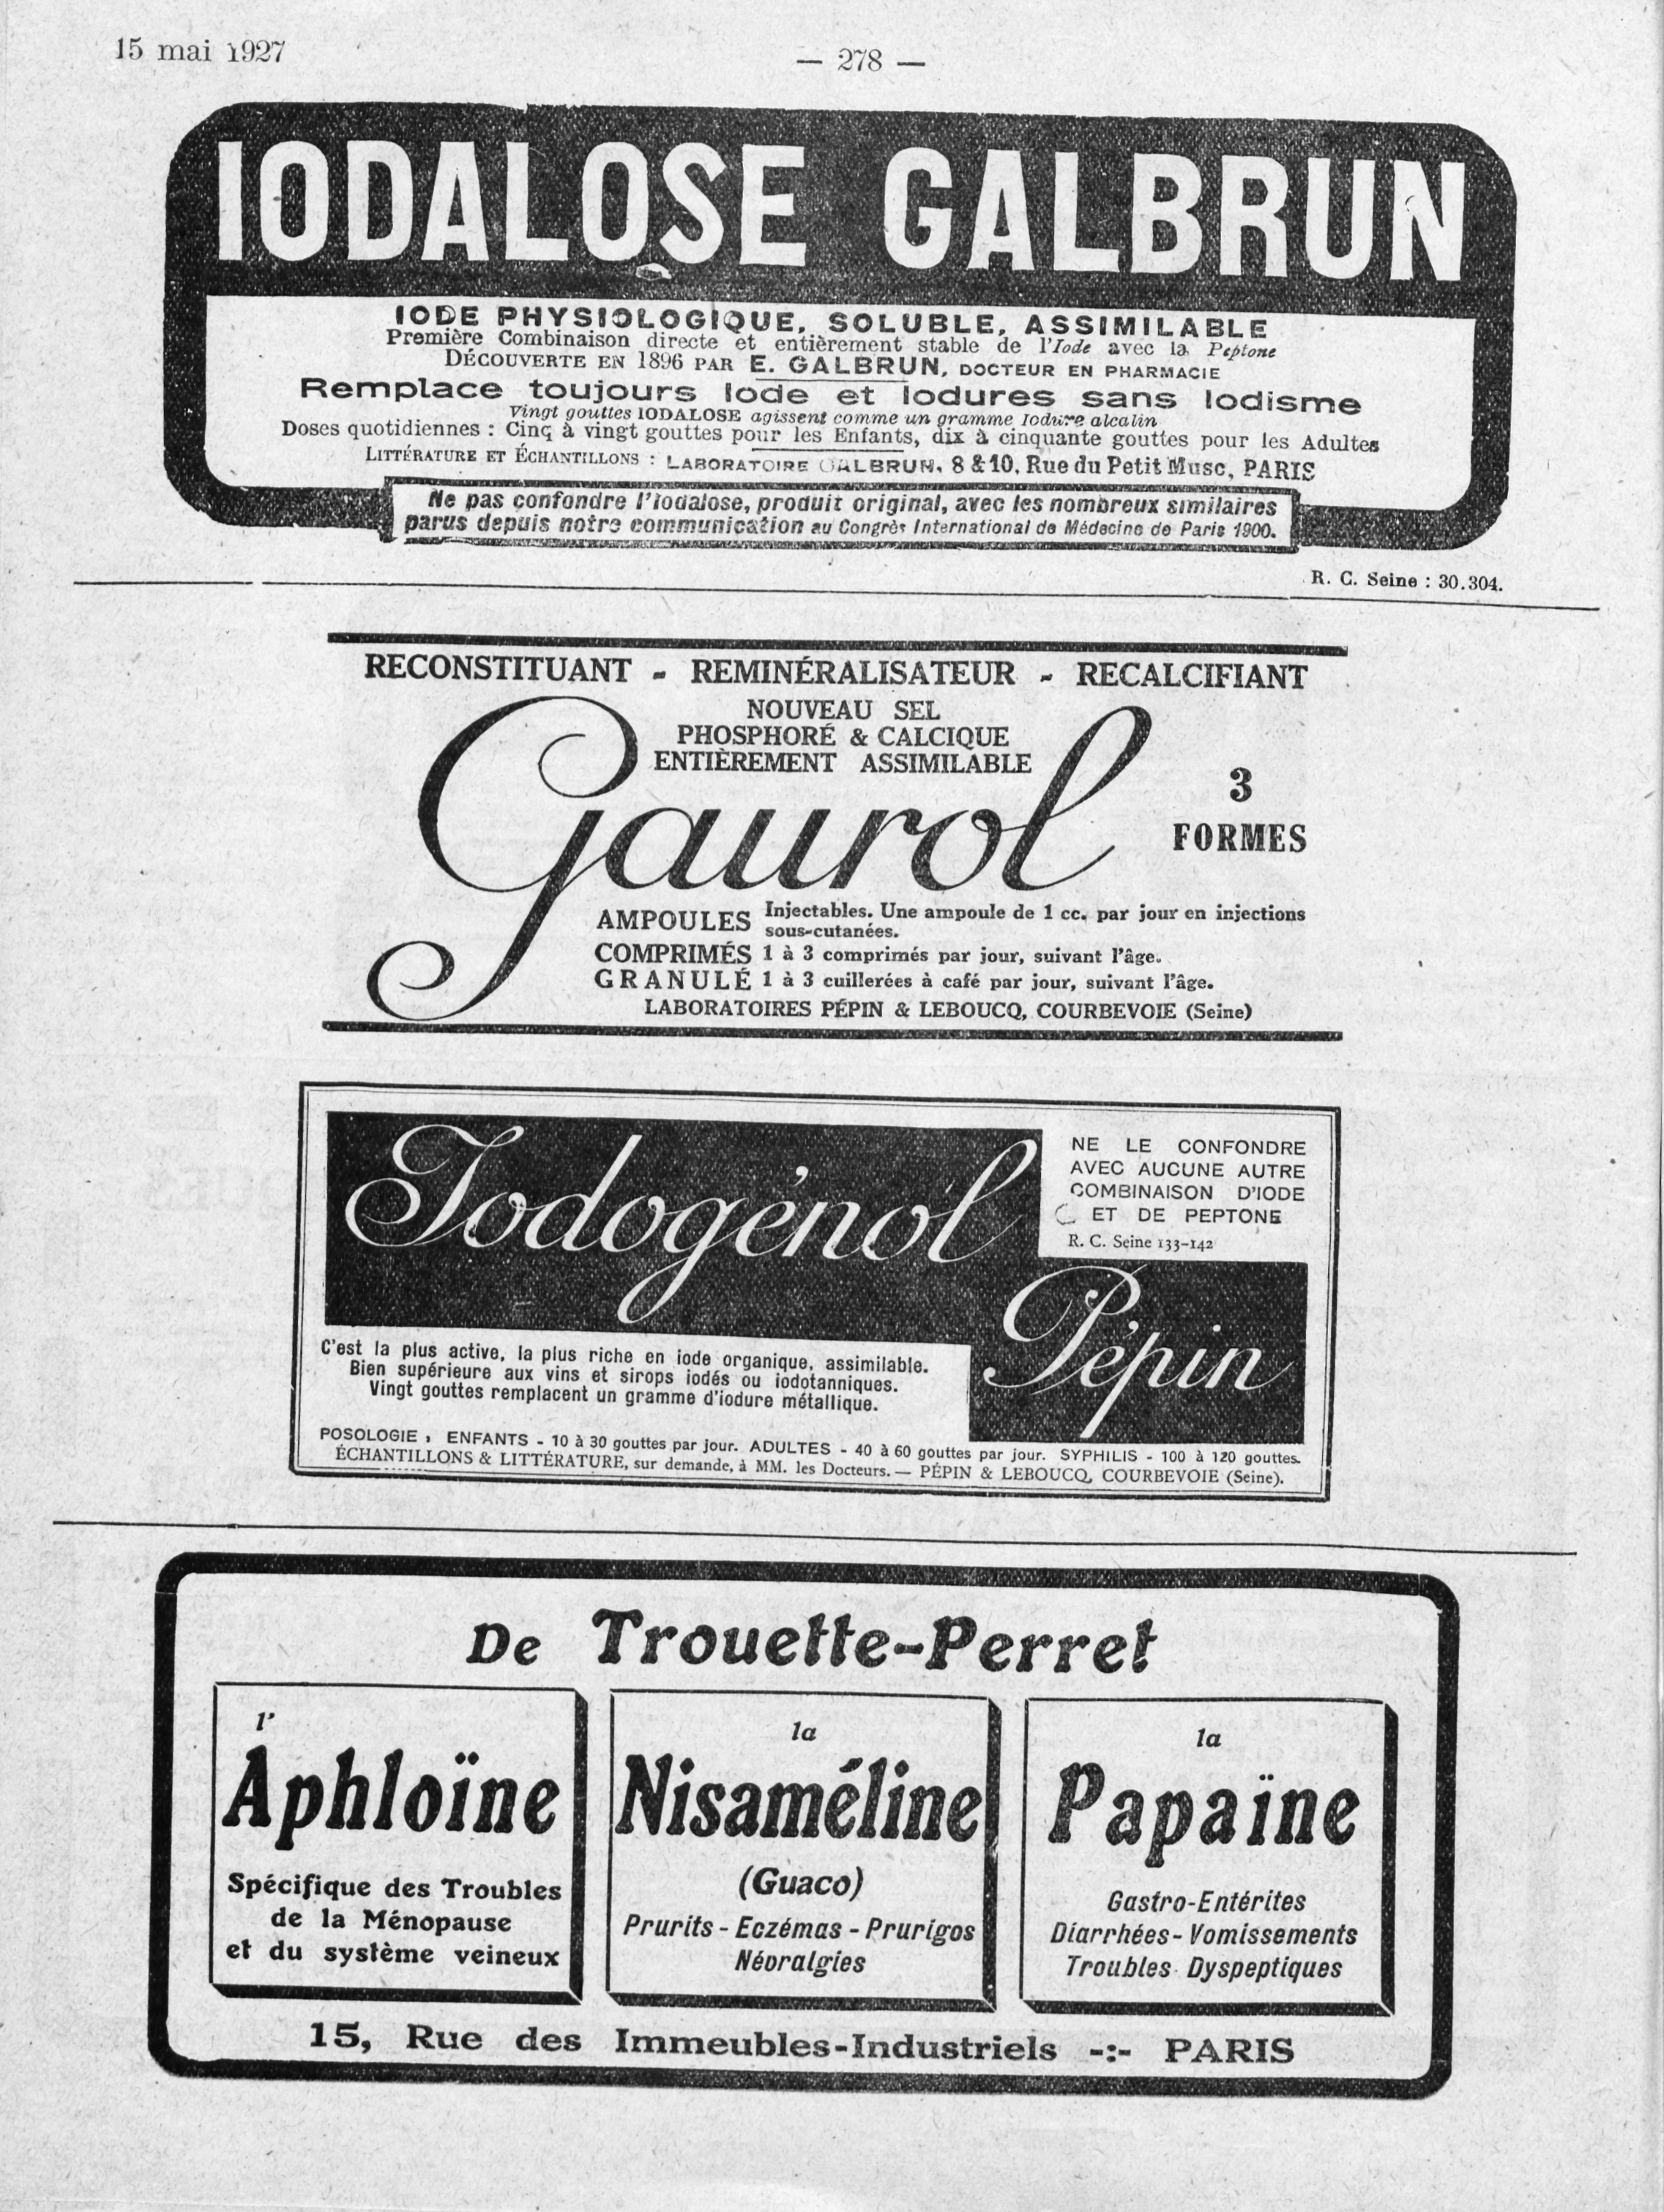 15 mai 1927
— 278 —
IODALOSE GALBRUN
IODE PHYSIOLOGIQUE, SOLUBLE, ASSIMILABLE
Première Combinaison directe et entièrement stable de l'Iode avec la Peptone
DÉCOUVERTE EN 1896 PAR E. GALBRUN, DOCTEUR EN PHARMACIE
Remplace toujours Iode et Iodures sans Iodisme
Vingt gouttes IODALOSE agissent comme un gramme Iodure alcalin
Doses quotidiennes : Cinq à vingt gouttes pour les Enfants, dix à cinquante gouttes pour les Adultes
LITTÉRATURE ET ÉCHANTILLONS : LABORATOIRE GALBRUN, 8 & 10, Rue du Petit Musc, PARIS
Ne pas confondre l'Iodalose, produit original, avec les nombreux similaires
parus depuis notre communication au Congrès International de Médecine de Paris 1900.
R. C. Seine : 30.304.
RECONSTITUANT - REMINÉRALISATEUR - RECALCIFIANT
NOUVEAU SEL
PHOSPHORÉ & CALCIQUE
ENTIÈREMENT ASSIMILABLE
Gaurol
3
FORMES
AMPOULES Injectables. Une ampoule de 1 cc. par jour en injections
sous-cutanées.
COMPRIMÉS 1 à 3 comprimés par jour, suivant l'âge.
GRANULÉ 1 à 3 cuillerées à café par jour, suivant l'âge.
LABORATOIRES PÉPIN & LEBOUCQ, COURBEVOIE (Seine)
Iodogénol
Pépin
NE LE CONFONDRE
AVEC AUCUNE AUTRE
COMBINAISON D'IODE
ET DE PEPTONE
R. C. Seine 133-142
C'est la plus active, la plus riche en iode organique, assimilable.
Bien supérieure aux vins et sirops iodés ou iodotanniques.
Vingt gouttes remplacent un gramme d'iodure métallique.
POSOLOGIE : ENFANTS - 10 à 30 gouttes par jour. ADULTES - 40 à 60 gouttes par jour. SYPHILIS - 100 à 120 gouttes.
ÉCHANTILLONS & LITTÉRATURE, sur demande, à MM. les Docteurs. — PÉPIN & LEBOUCQ, COURBEVOIE (Seine).
De Trouette-Perret
l'
Aphloïne
Spécifique des Troubles
de la Ménopause
et du système veineux
la
Nisaméline
(Guaco)
Prurits - Eczémas - Prurigos
Névralgies
la
Papaïne
Gastro-Entérites
Diarrhées - Vomissements
Troubles Dyspeptiques
15, Rue des Immeubles-Industriels -:- PARIS